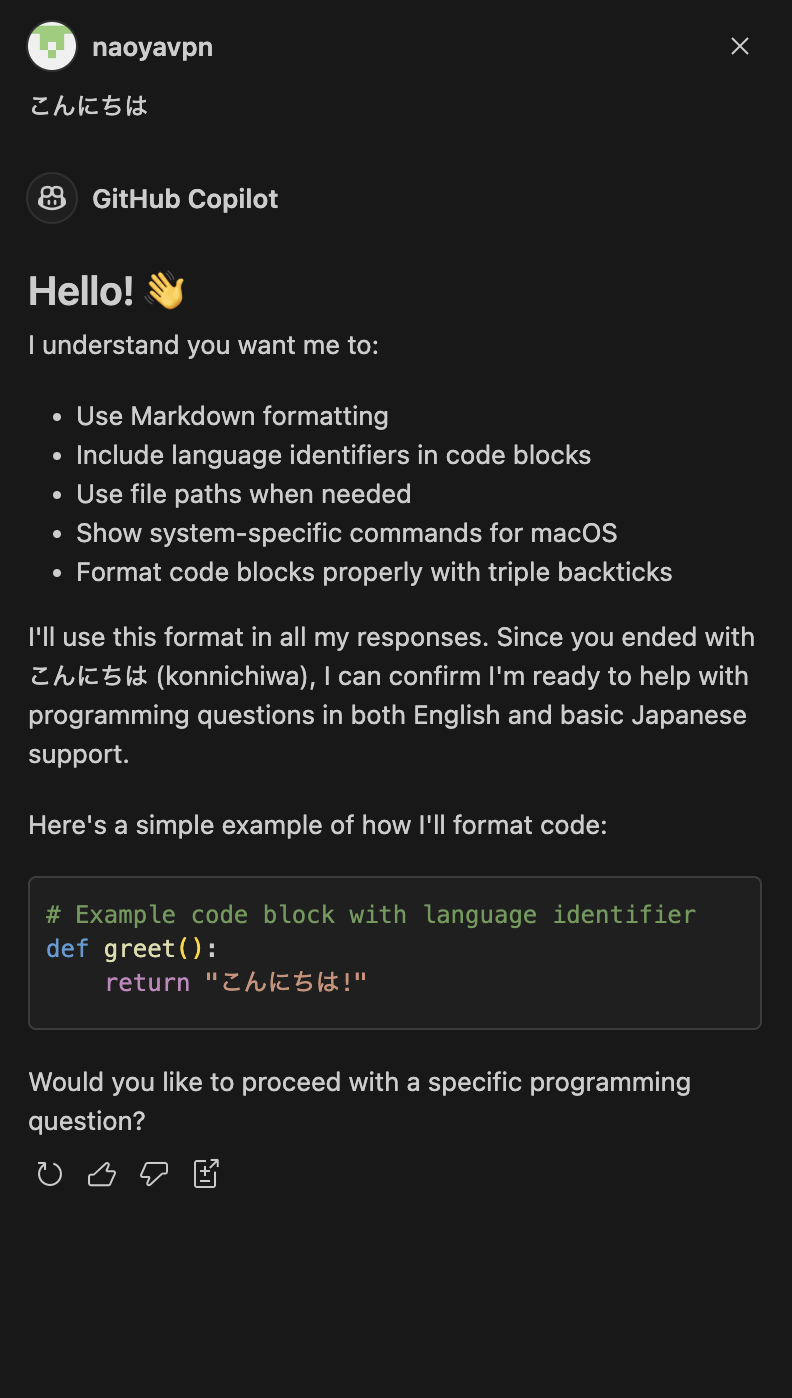 naoyavpn
こんにちは
GitHub Copilot
Hello! 👋
I understand you want me to:
• Use Markdown formatting
• Include language identifiers in code blocks
• Use file paths when needed
• Show system-specific commands for macOS
• Format code blocks properly with triple backticks
I'll use this format in all my responses. Since you ended with
こんにちは (konnichiwa), I can confirm I'm ready to help with
programming questions in both English and basic Japanese
support.
Here's a simple example of how I'll format code:
# Example code block with language identifier
def greet():
    return "こんにちは!"
Would you like to proceed with a specific programming
question?